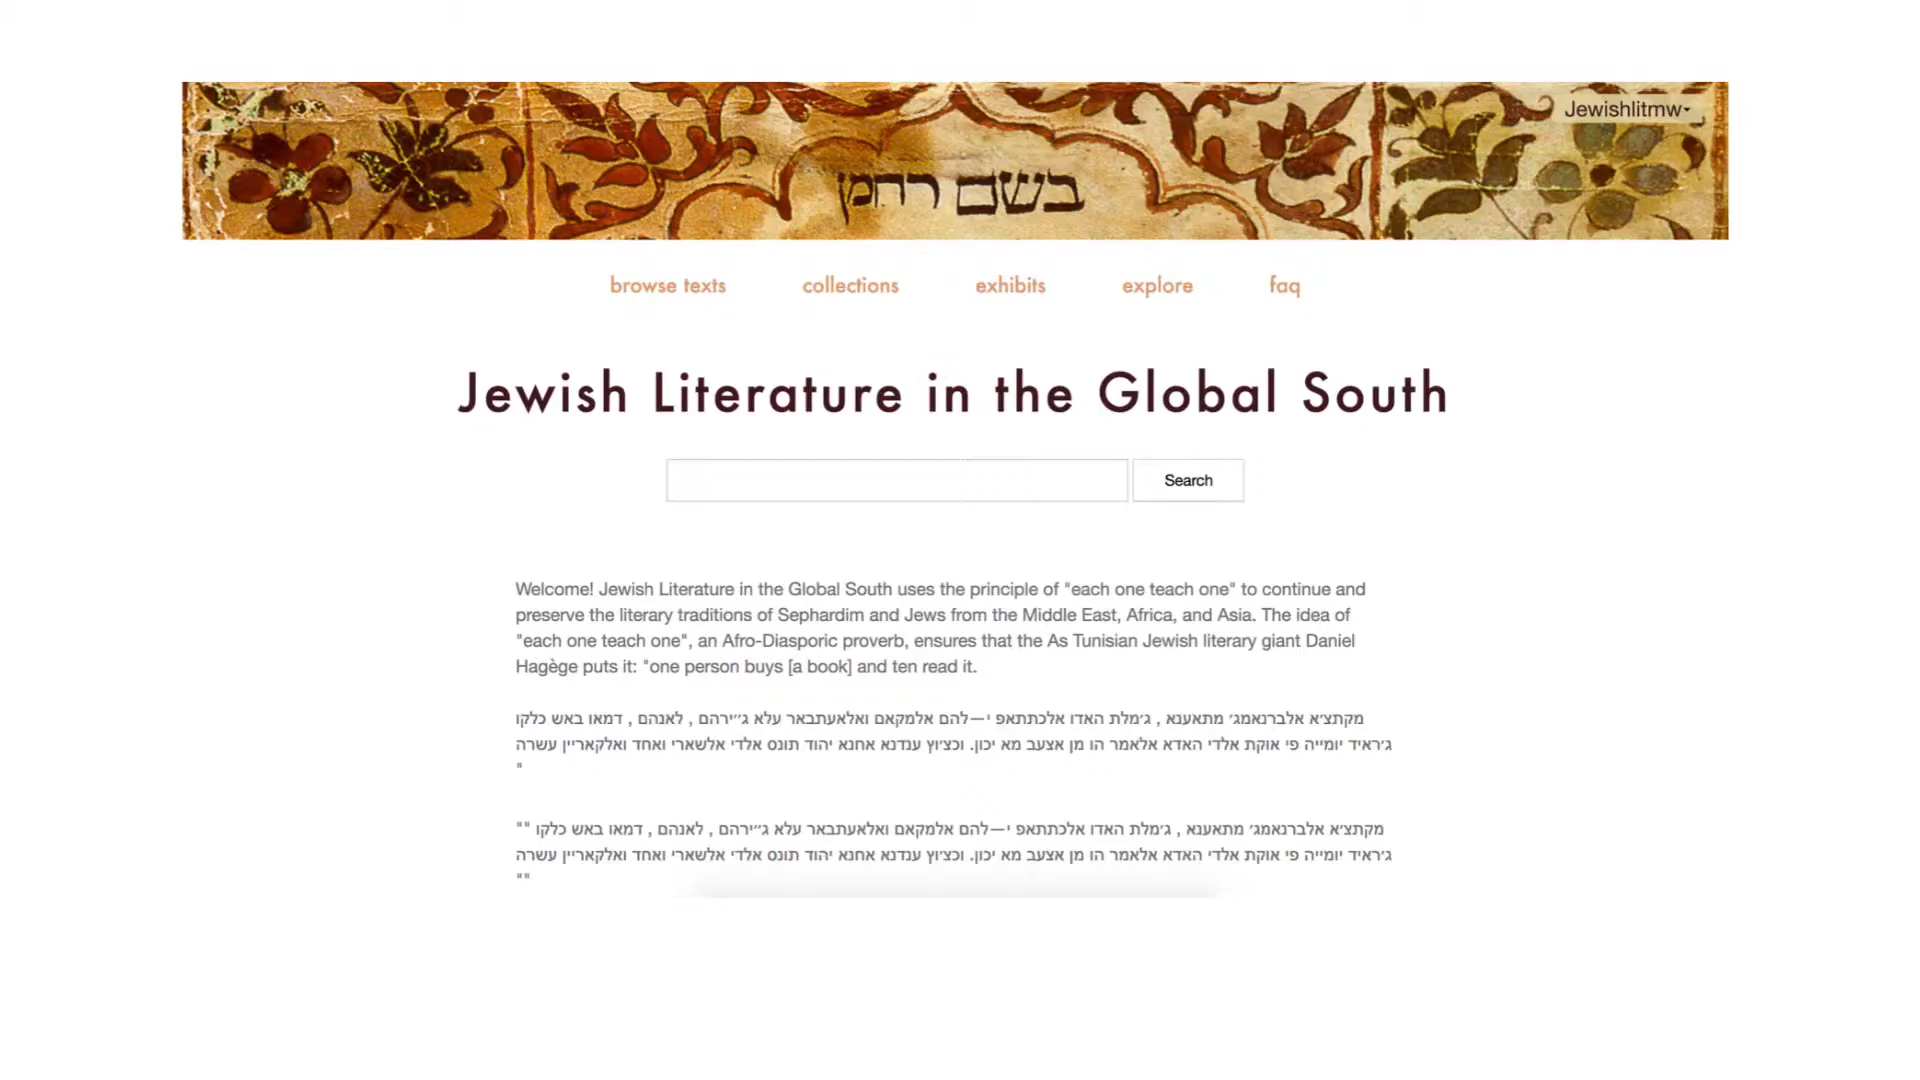 Jewishlitmw
בשם רחמן
browse texts collections exhibits explore faq
Jewish Literature in the Global South
Search
Welcome! Jewish Literature in the Global South uses the principle of "each one teach one" to continue and
preserve the literary traditions of Sephardim and Jews from the Middle East, Africa, and Asia. The idea of
"each one teach one", an Afro-Diasporic proverb, ensures that the As Tunisian Jewish literary giant Daniel
Hagège puts it: "one person buys [a book] and ten read it.
מקתצ׳א אלברנאמג׳ מתאענא , ג׳מלת האדו אלכתתאפ י—להם אלמקאם ואלאעתבאר עלא ג׳׳ירהם , לאנהם , דמאו באש כלקו
ג׳ראיד יומייה פי אוקת אלדי האדא אלאמר הו מן אצעב מא יכון. וכצ׳וץ ענדנא אחנא יהוד תונס אלדי אלשארי ואחד ואלקאריין עשרה
"
"" מקתצ׳א אלברנאמג׳ מתאענא , ג׳מלת האדו אלכתתאפ י—להם אלמקאם ואלאעתבאר עלא ג׳׳ירהם , לאנהם , דמאו באש כלקו
ג׳ראיד יומייה פי אוקת אלדי האדא אלאמר הו מן אצעב מא יכון. וכצ׳וץ ענדנא אחנא יהוד תונס אלדי אלשארי ואחד ואלקאריין עשרה
""